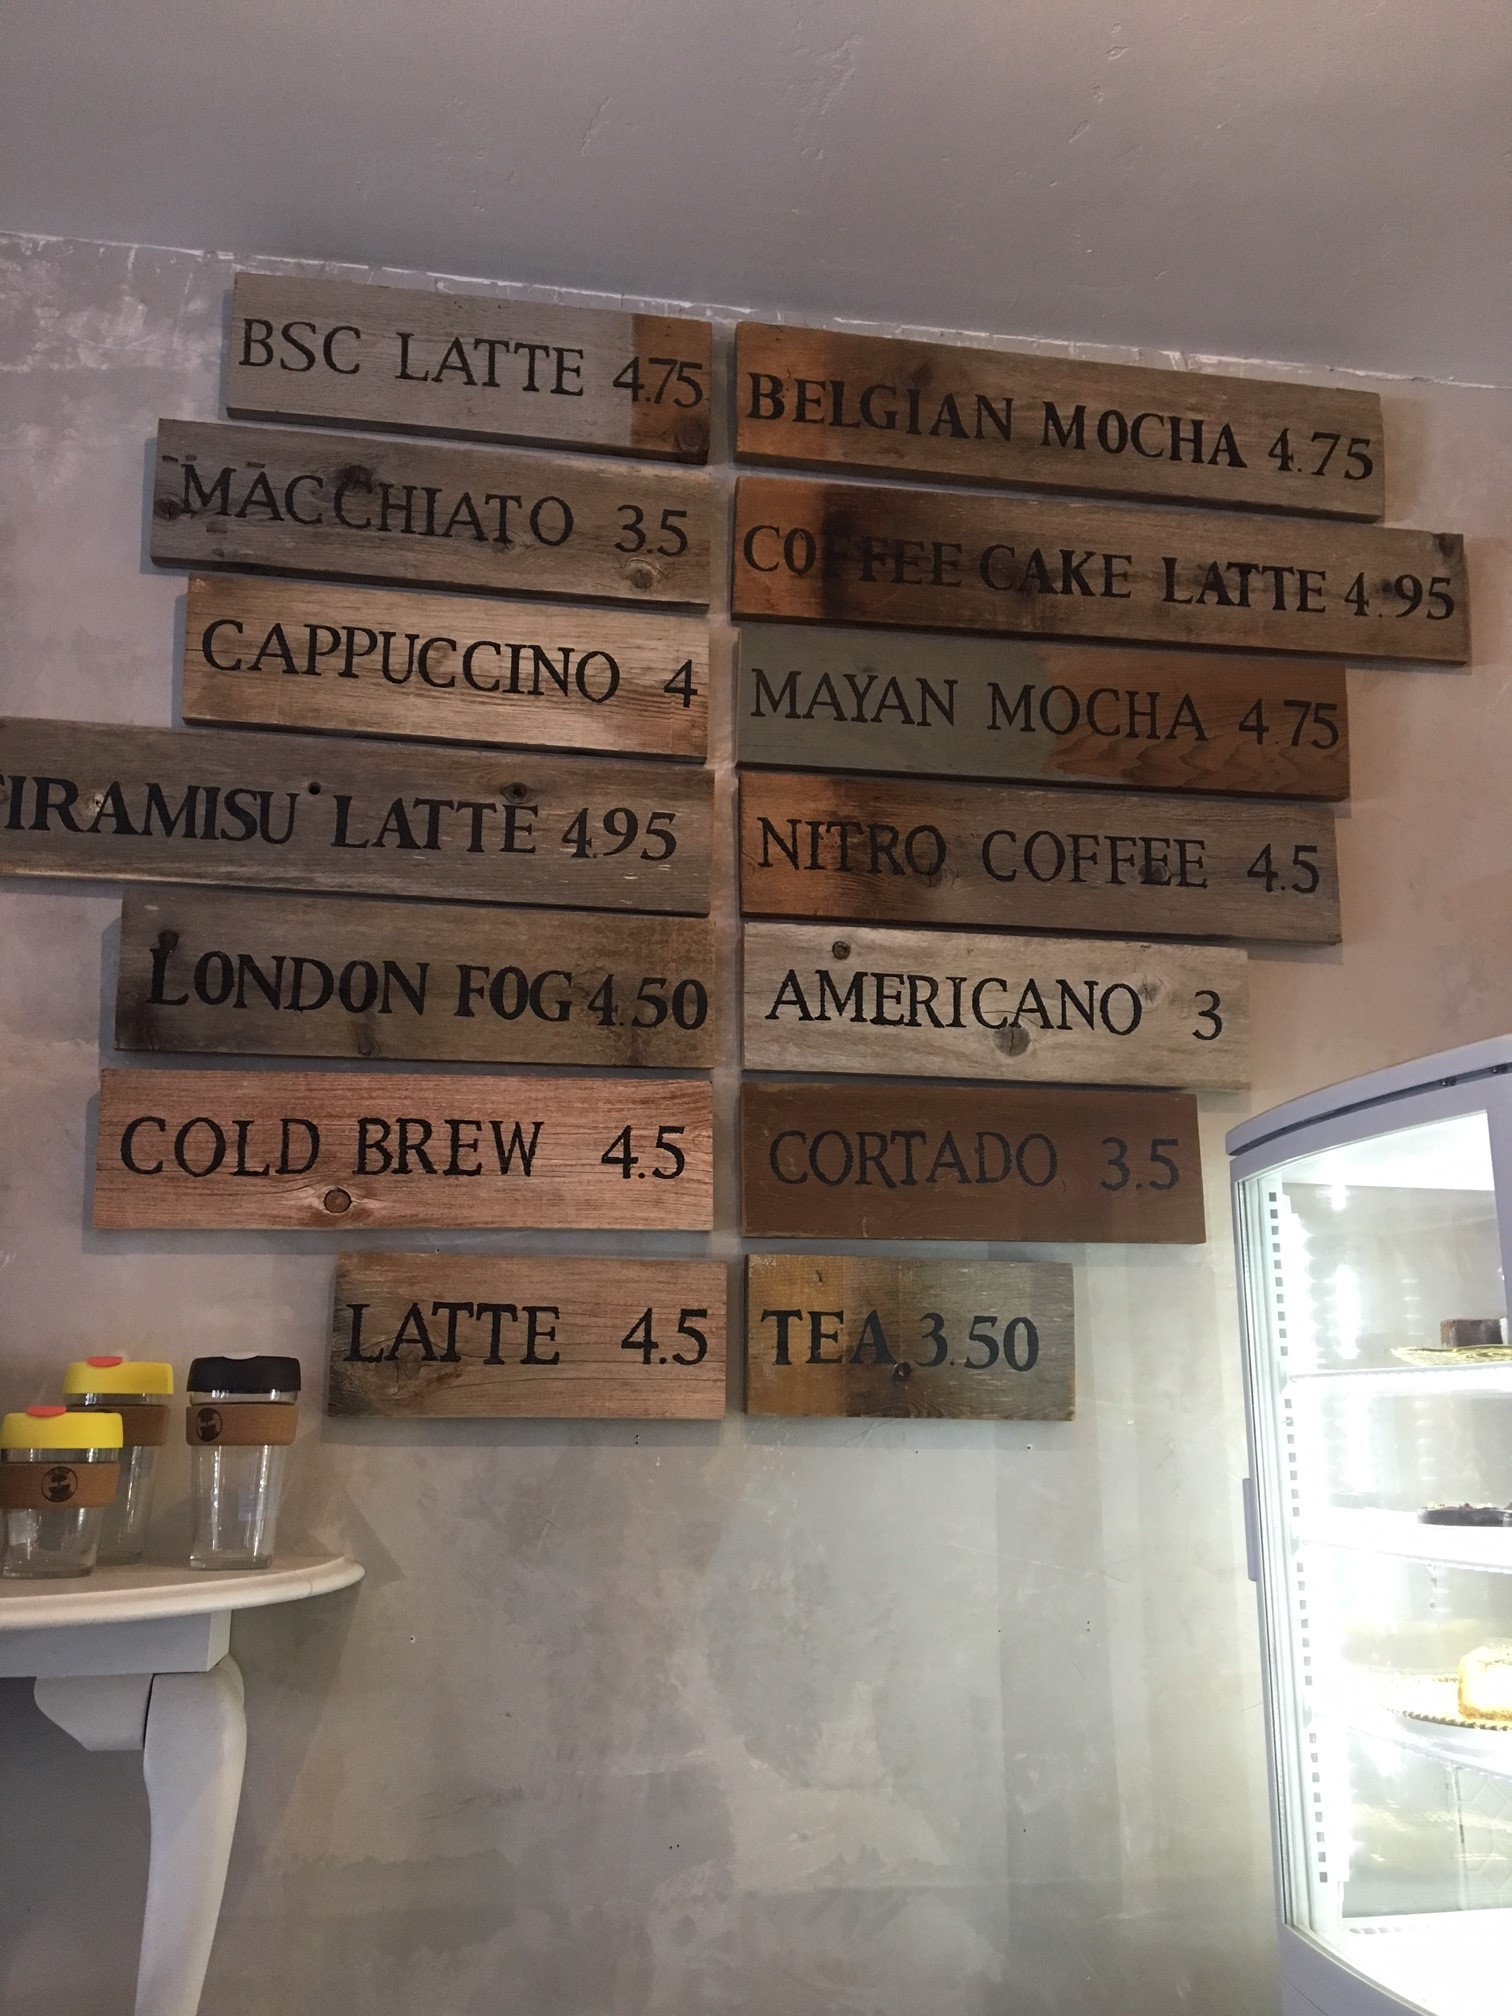 BSC LATTE 4.75
MACCHIATO 3.5
CAPPUCCINO 4
TIRAMISU LATTE 4.95
LONDON FOG 4.50
COLD BREW 4.5
LATTE 4.5
BELGIAN MOCHA 4.75
COFFEE CAKE LATTE 4.95
MAYAN MOCHA 4.75
NITRO COFFEE 4.5
AMERICANO 3
CORTADO 3.5
TEA 3.50